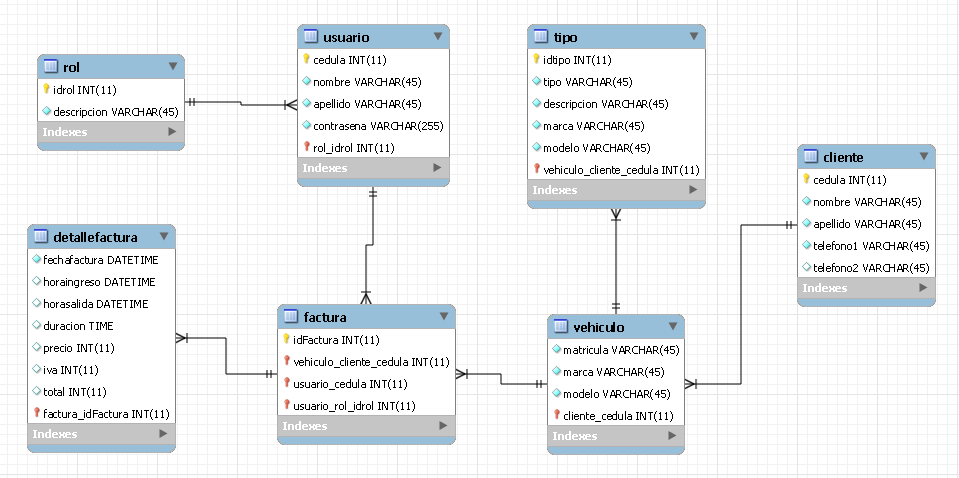 rol
idrol INT(11)
descripcion VARCHAR(45)
Indexes
usuario
cedula INT(11)
nombre VARCHAR(45)
apellido VARCHAR(45)
contrasena VARCHAR(255)
rol_idrol INT(11)
Indexes
tipo
idtipo INT(11)
tipo VARCHAR(45)
descripcion VARCHAR(45)
marca VARCHAR(45)
modelo VARCHAR(45)
vehiculo_cliente_cedula INT(11)
Indexes
cliente
cedula INT(11)
nombre VARCHAR(45)
apellido VARCHAR(45)
telefono1 VARCHAR(45)
telefono2 VARCHAR(45)
Indexes
detallefactura
fechafactura DATETIME
horaingreso DATETIME
horasalida DATETIME
duracion TIME
precio INT(11)
iva INT(11)
total INT(11)
factura_idFactura INT(11)
Indexes
factura
idFactura INT(11)
vehiculo_cliente_cedula INT(11)
usuario_cedula INT(11)
usuario_rol_idrol INT(11)
Indexes
vehiculo
matricula VARCHAR(45)
marca VARCHAR(45)
modelo VARCHAR(45)
cliente_cedula INT(11)
Indexes